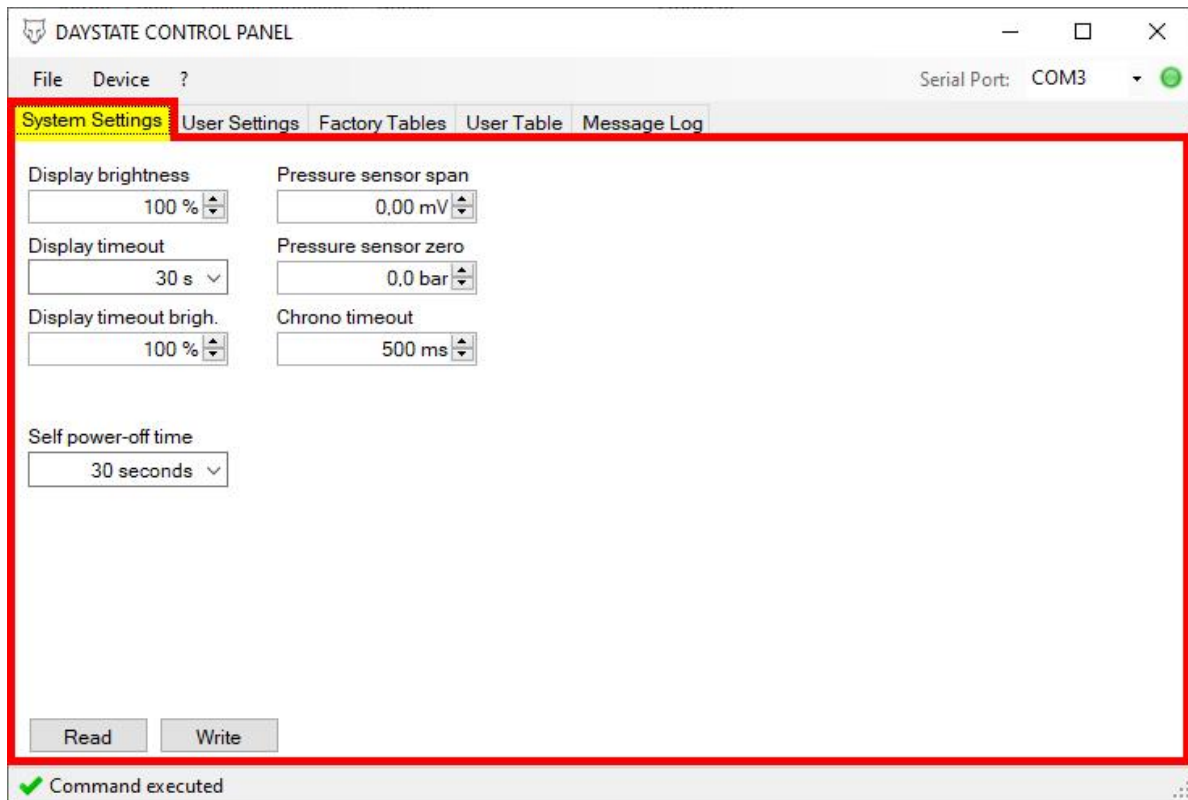 DAYSTATE CONTROL PANEL
File Device ? Serial Port: COM3
System Settings User Settings Factory Tables User Table Message Log
Display brightness Pressure sensor span
100 % 0,00 mV
Display timeout Pressure sensor zero
30 s 0,0 bar
Display timeout brigh. Chrono timeout
100 % 500 ms
Self power-off time
30 seconds
Read Write
Command executed